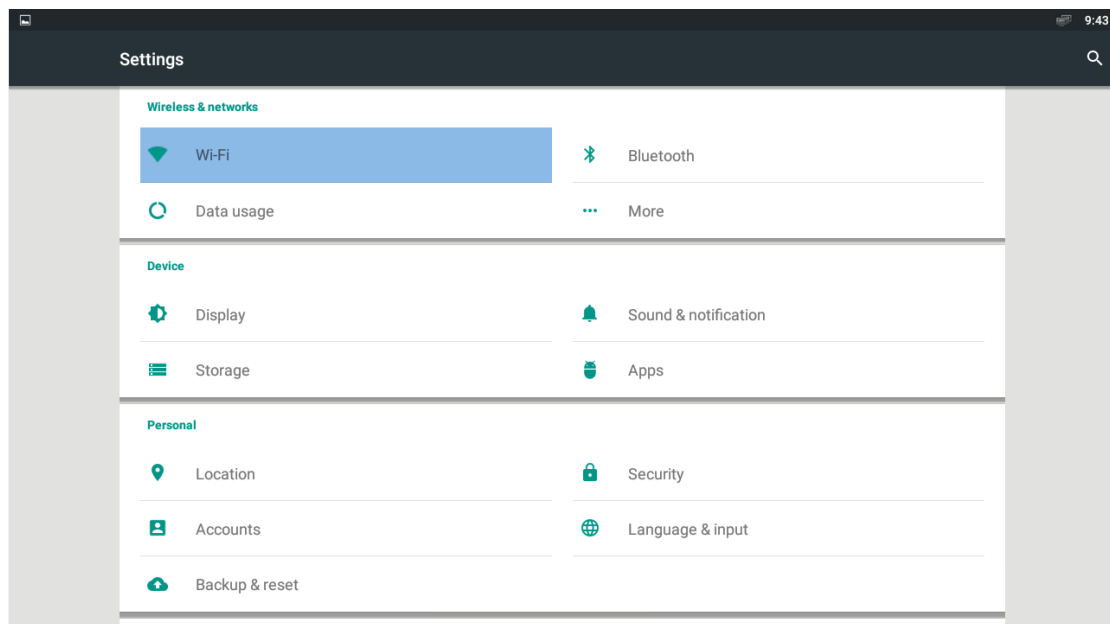 9:43
Settings
Wireless & networks
Wi-Fi Bluetooth
Data usage More
Device
Display Sound & notification
Storage Apps
Personal
Location Security
Accounts Language & input
Backup & reset